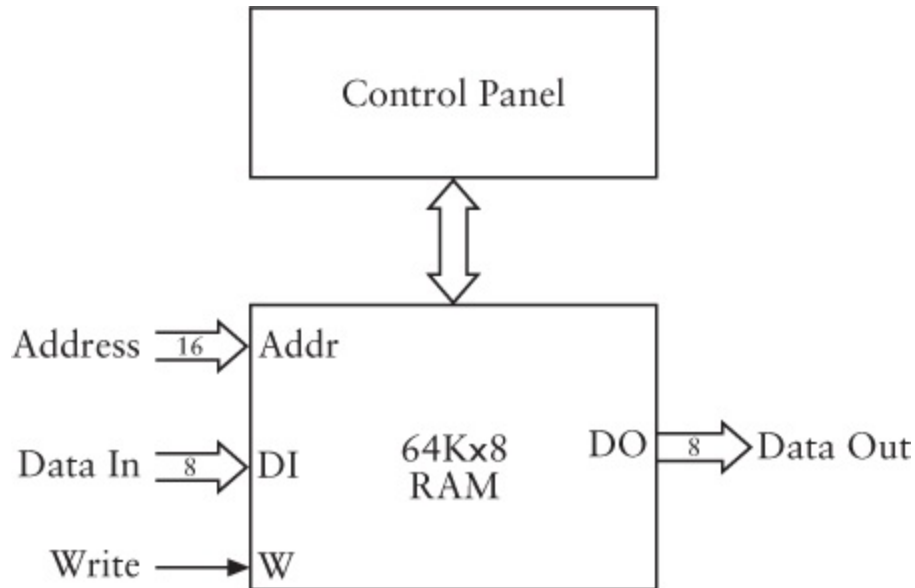 Control Panel
Address 16 Addr
Data In 8 DI
64Kx8
RAM
DO 8 Data Out
Write W